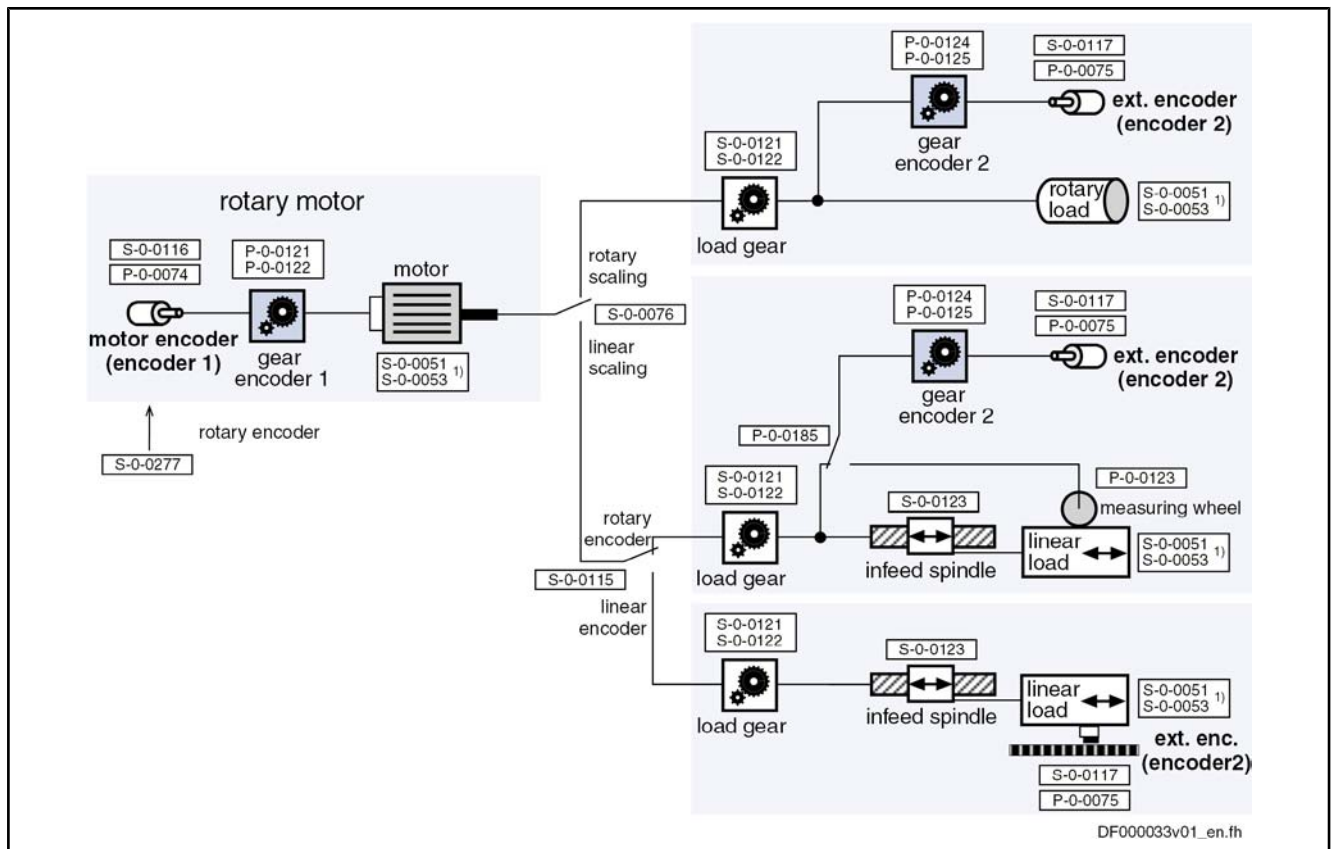 rotary motor
S-0-0116
P-0-0074
motor encoder
(encoder 1)
P-0-0121
P-0-0122
gear
encoder 1
motor
S-0-0051
S-0-0053 1)
rotary encoder
S-0-0277
rotary
scaling
S-0-0076
linear
scaling
rotary
encoder
S-0-0115
linear
encoder
S-0-0121
S-0-0122
load gear
P-0-0124
P-0-0125
gear
encoder 2
S-0-0117
P-0-0075
ext. encoder
(encoder 2)
rotary
load
S-0-0051
S-0-0053 1)
P-0-0124
P-0-0125
gear
encoder 2
S-0-0117
P-0-0075
ext. encoder
(encoder 2)
P-0-0185
S-0-0121
S-0-0122
load gear
S-0-0123
infeed spindle
P-0-0123
measuring wheel
linear
load
S-0-0051
S-0-0053 1)
S-0-0121
S-0-0122
load gear
S-0-0123
infeed spindle
linear
load
S-0-0051
S-0-0053 1)
ext. enc.
(encoder2)
S-0-0117
P-0-0075
DF000033v01_en.fh